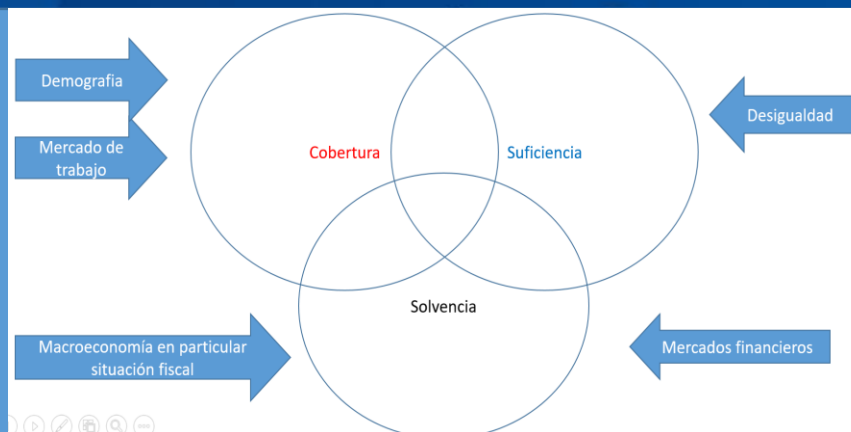 Demografia
Mercado de
trabajo
Cobertura
Suficiencia
Desigualdad
Solvencia
Macroeconomía en particular
situación fiscal
Mercados financieros